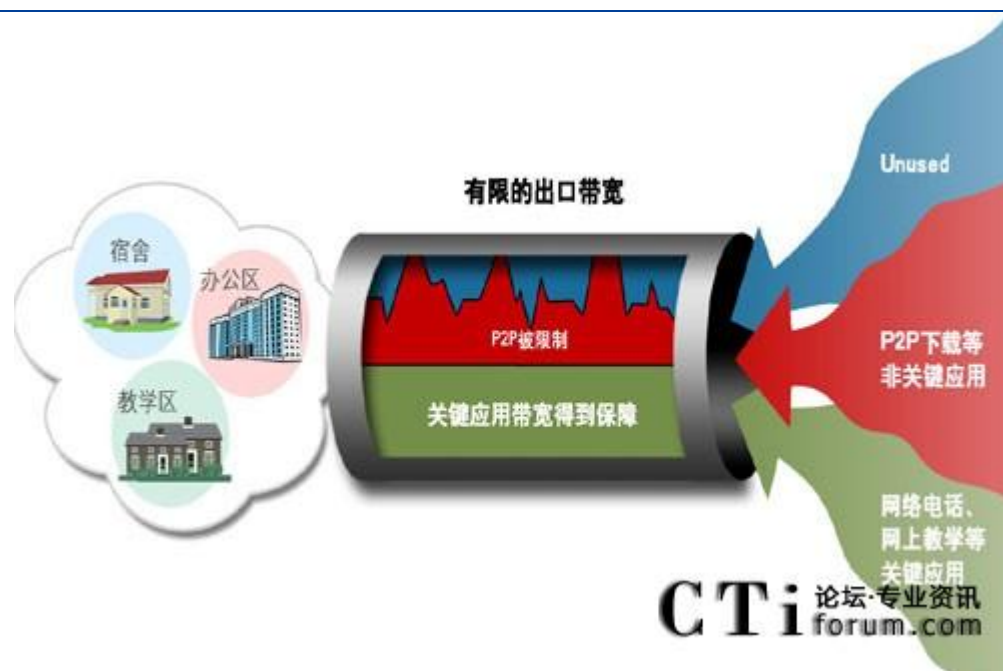 有限的出口带宽
宿舍
办公区
教学区
P2P被限制
关键应用带宽得到保障
Unused
P2P下载等
非关键应用
网络电话、
网上教学等
关键应用
CTi 论坛·专业资讯
forum.com